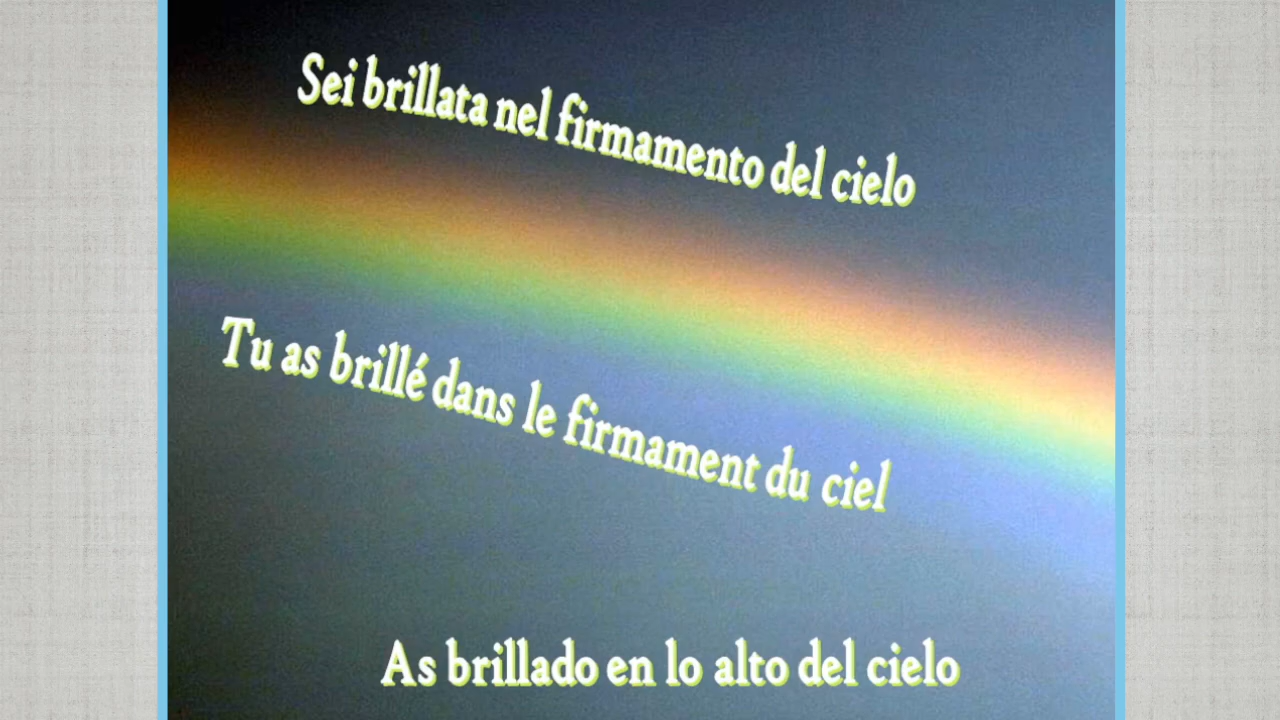 Sei brillata nel firmamento del cielo
Tu as brillé dans le firmament du ciel
As brillado en lo alto del cielo